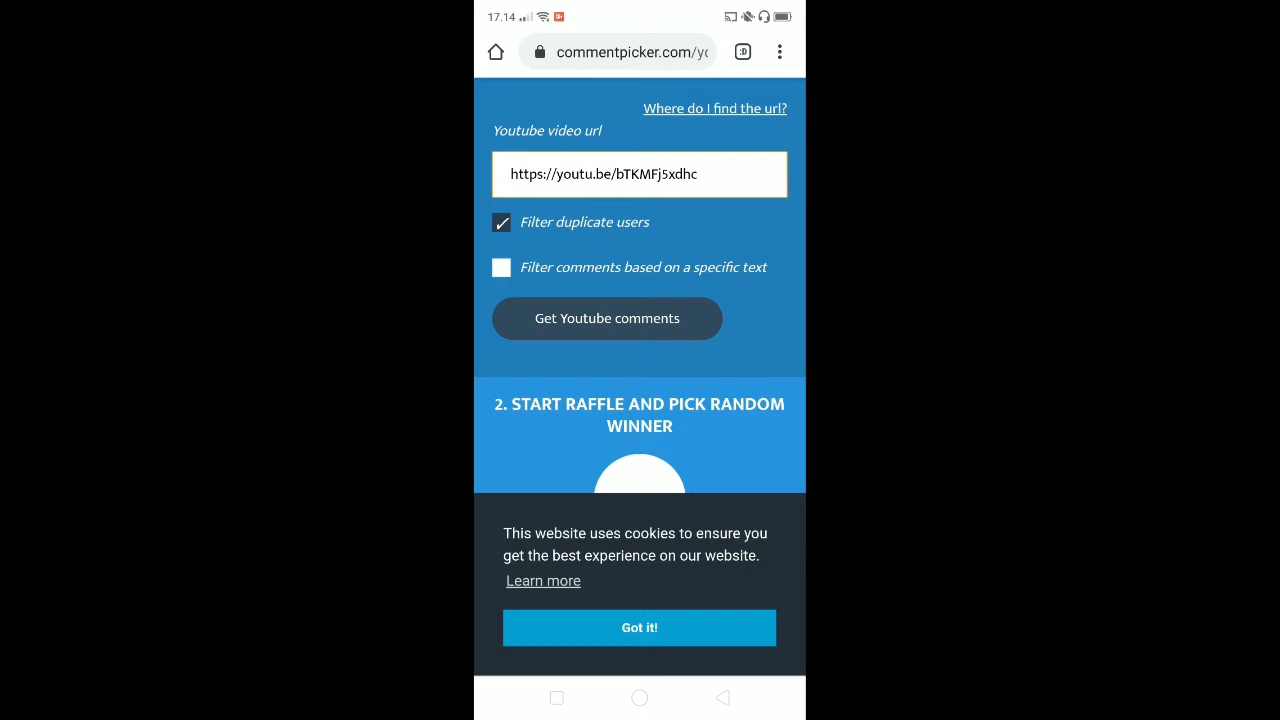 17.14
commentpicker.com/yo
:D
Where do I find the url?
Youtube video url
https://youtu.be/bTKMFj5xdhc
Filter duplicate users
Filter comments based on a specific text
Get Youtube comments
2. START RAFFLE AND PICK RANDOM
WINNER
This website uses cookies to ensure you
get the best experience on our website.
Learn more
Got it!